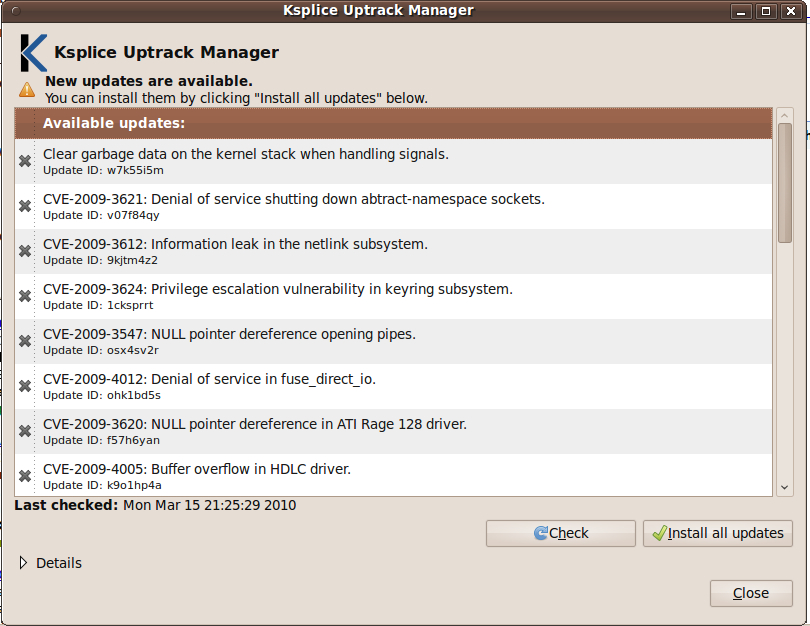 Ksplice Uptrack Manager
Ksplice Uptrack Manager
New updates are available.
You can install them by clicking "Install all updates" below.
Available updates:
Clear garbage data on the kernel stack when handling signals.
Update ID: w7k55i5m
CVE-2009-3621: Denial of service shutting down abtract-namespace sockets.
Update ID: v07f84qy
CVE-2009-3612: Information leak in the netlink subsystem.
Update ID: 9kjtm4z2
CVE-2009-3624: Privilege escalation vulnerability in keyring subsystem.
Update ID: 1cksprrt
CVE-2009-3547: NULL pointer dereference opening pipes.
Update ID: osx4sv2r
CVE-2009-4012: Denial of service in fuse_direct_io.
Update ID: ohk1bd5s
CVE-2009-3620: NULL pointer dereference in ATI Rage 128 driver.
Update ID: f57h6yan
CVE-2009-4005: Buffer overflow in HDLC driver.
Update ID: k9o1hp4a
Last checked: Mon Mar 15 21:25:29 2010
Check
Install all updates
Details
Close